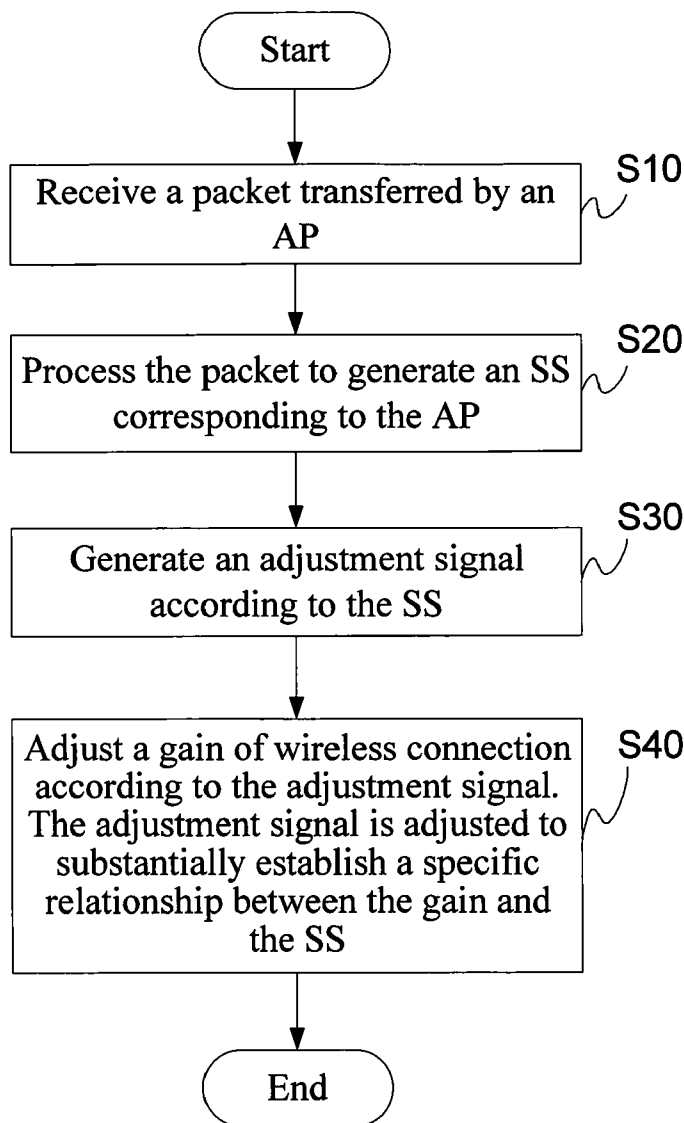 Start
S10
Receive a packet transferred by an
AP
S20
Process the packet to generate an SS
corresponding to the AP
S30
Generate an adjustment signal
according to the SS
S40
Adjust a gain of wireless connection
according to the adjustment signal.
The adjustment signal is adjusted to
substantially establish a specific
relationship between the gain and
the SS
End